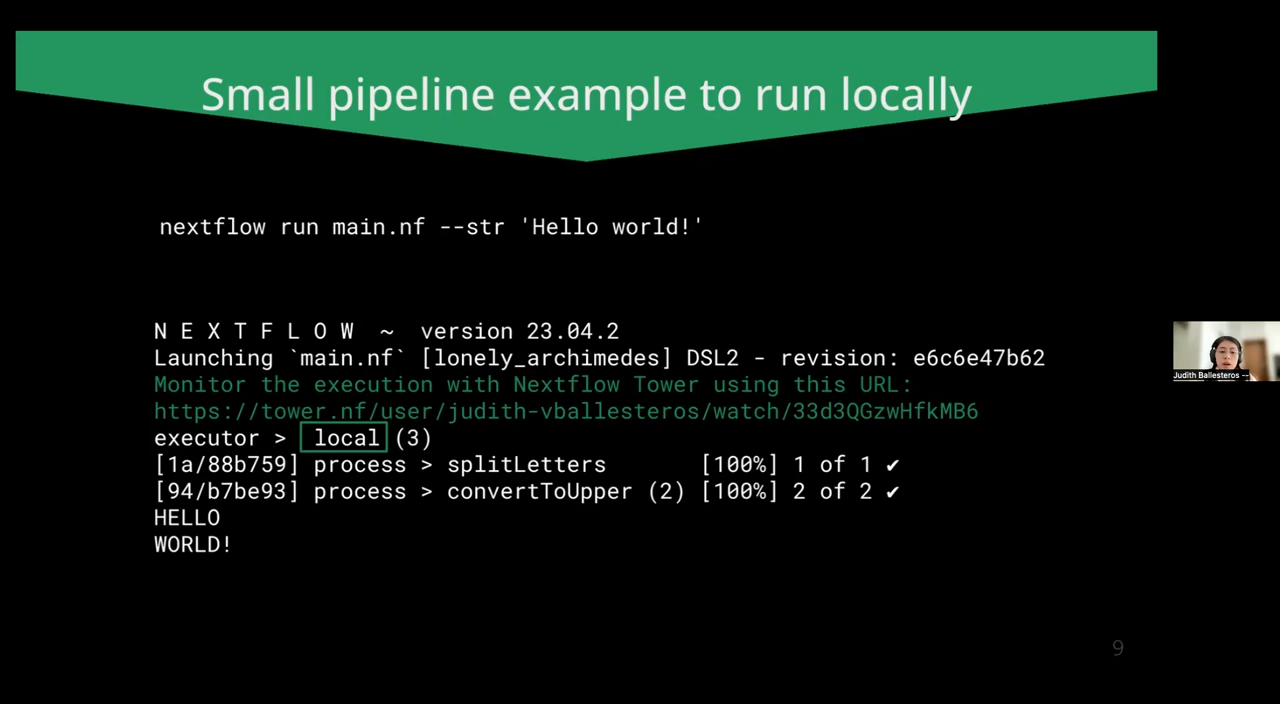 Small pipeline example to run locally
nextflow run main.nf --str 'Hello world!'
N E X T F L O W  ~  version 23.04.2
Launching `main.nf` [lonely_archimedes] DSL2 - revision: e6c6e47b62
Monitor the execution with Nextflow Tower using this URL:
https://tower.nf/user/judith-vballesteros/watch/33d3QGzwHfkMB6
executor >  local (3)
[1a/88b759] process > splitLetters       [100%] 1 of 1 ✔
[94/b7be93] process > convertToUpper (2) [100%] 2 of 2 ✔
HELLO
WORLD!
Judith Ballesteros --
9